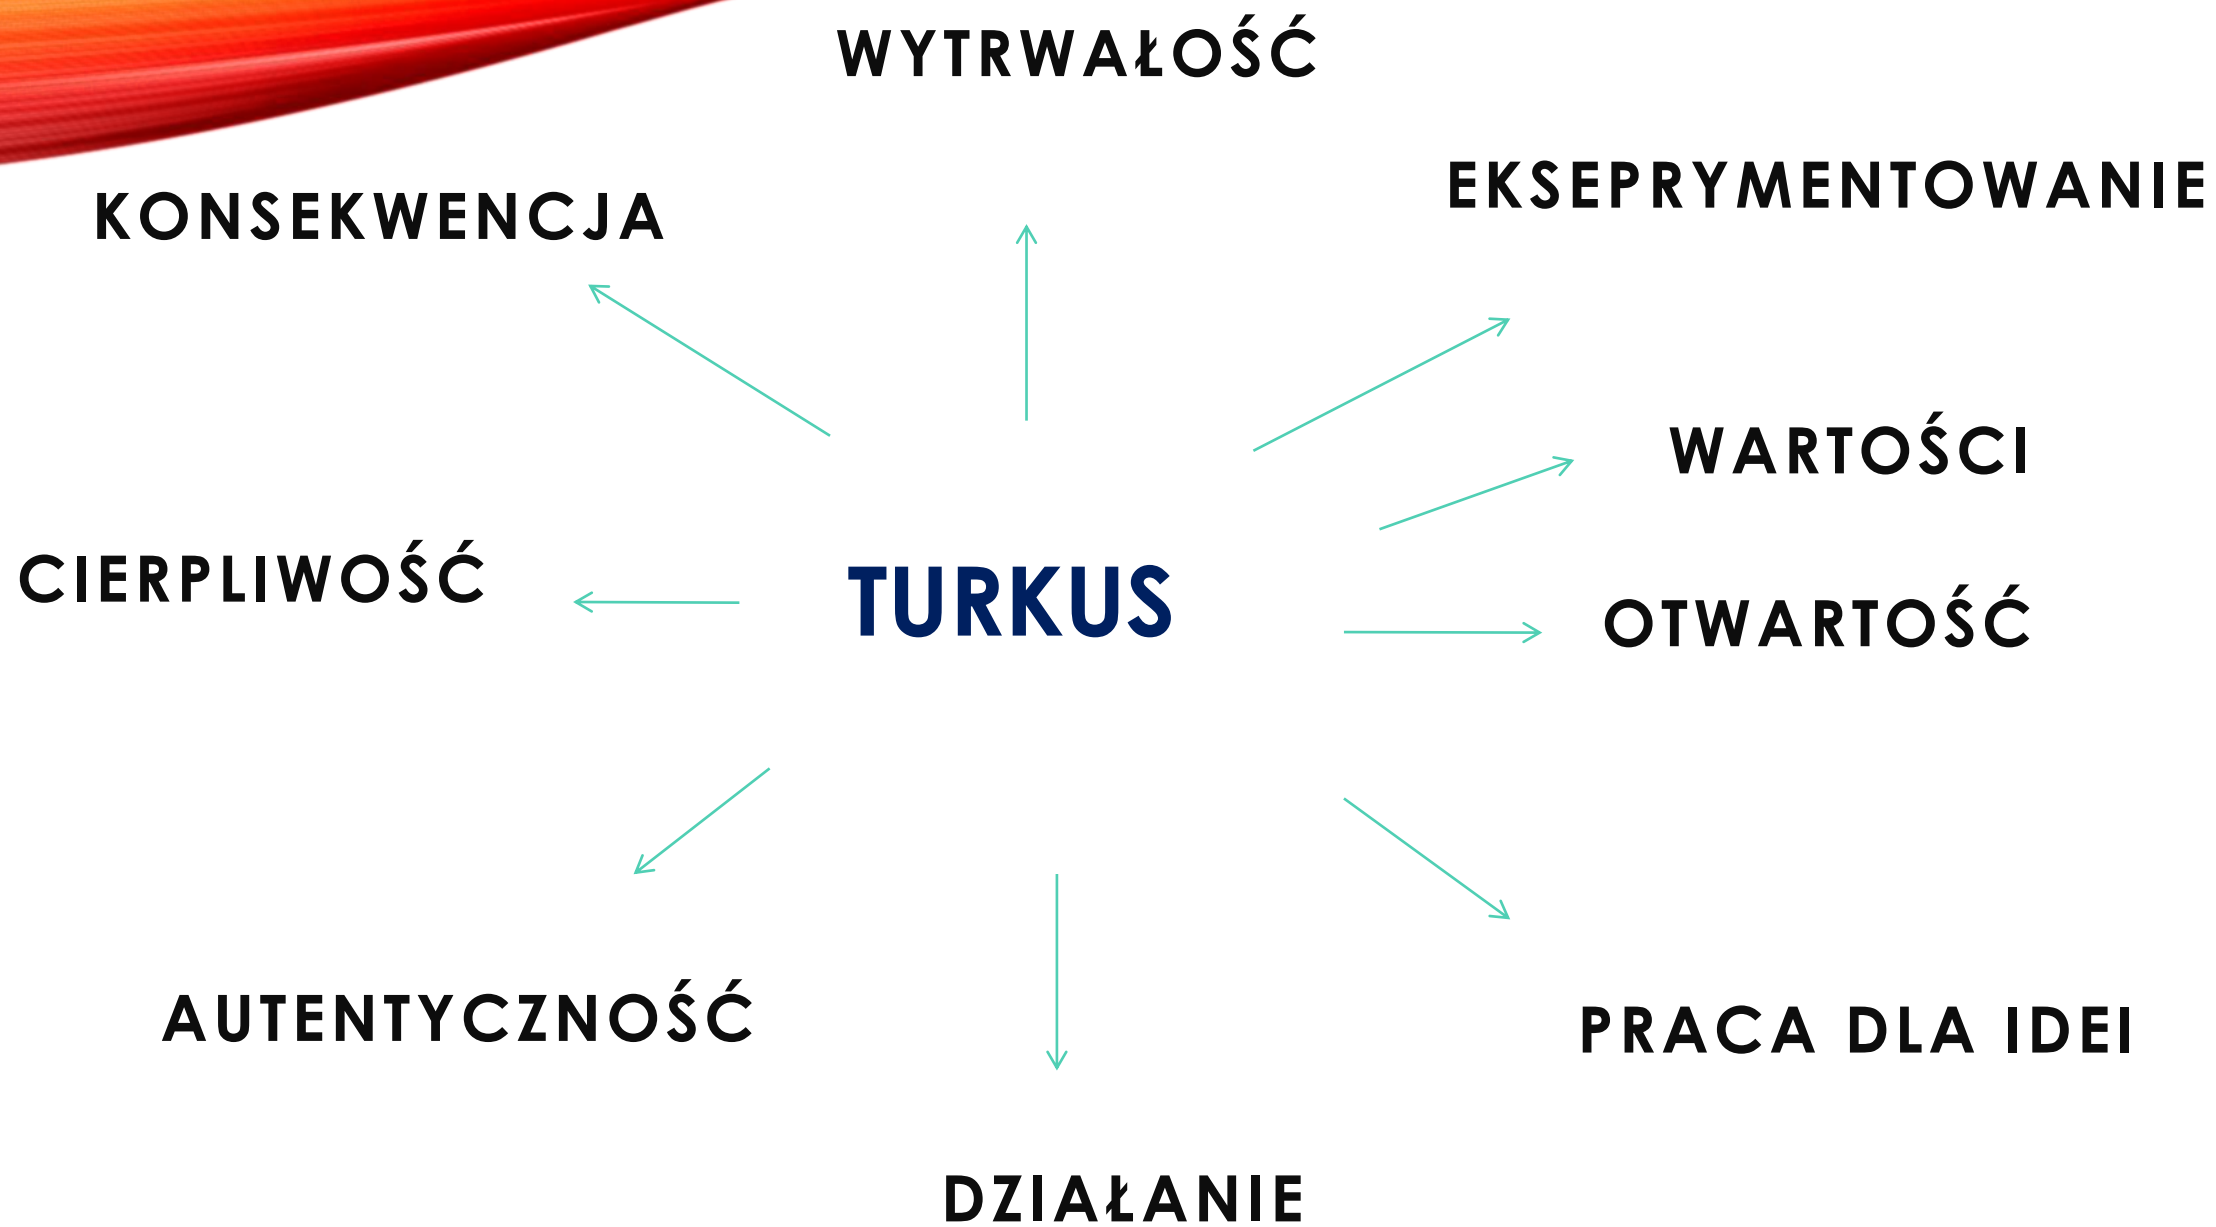 WYTRWAŁOŚĆ
EKSEPRYMENTOWANIE
KONSEKWENCJA
WARTOŚCI
CIERPLIWOŚĆ
TURKUS
OTWARTOŚĆ
AUTENTYCZNOŚĆ
PRACA DLA IDEI
DZIAŁANIE